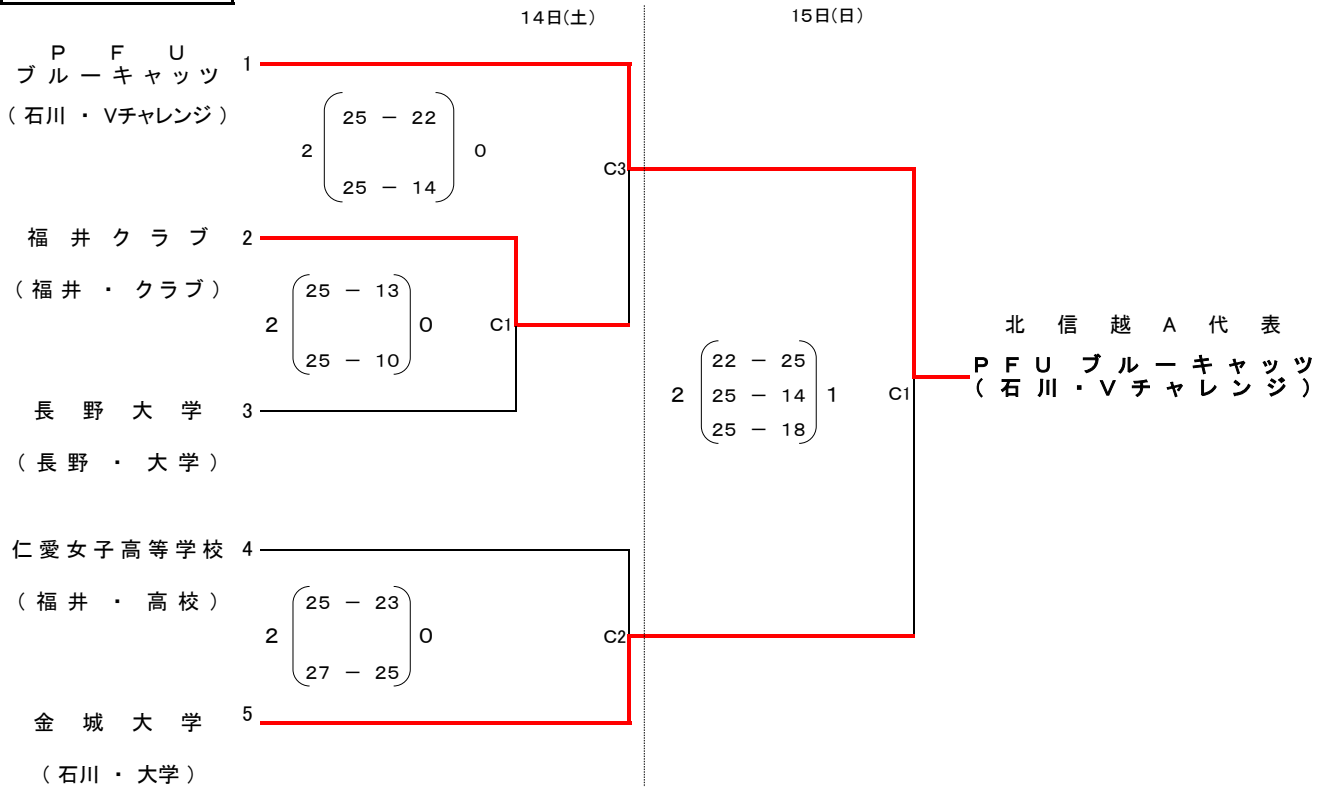 14日(土)
15日(日)
P F U
ブルーキャッツ
1
(石川・Vチャレンジ)
25 － 22
2
0
25 － 14
C3
福井クラブ
2
(福井・クラブ)
25 － 13
2
0
C1
25 － 10
長野大学
3
(長野・大学)
北信越A代表
PFUブルーキャッツ
(石川・Vチャレンジ)
22 － 25
2
25 － 14
1
C1
25 － 18
仁愛女子高等学校
4
(福井・高校)
25 － 23
2
0
C2
27 － 25
金城大学
5
(石川・大学)